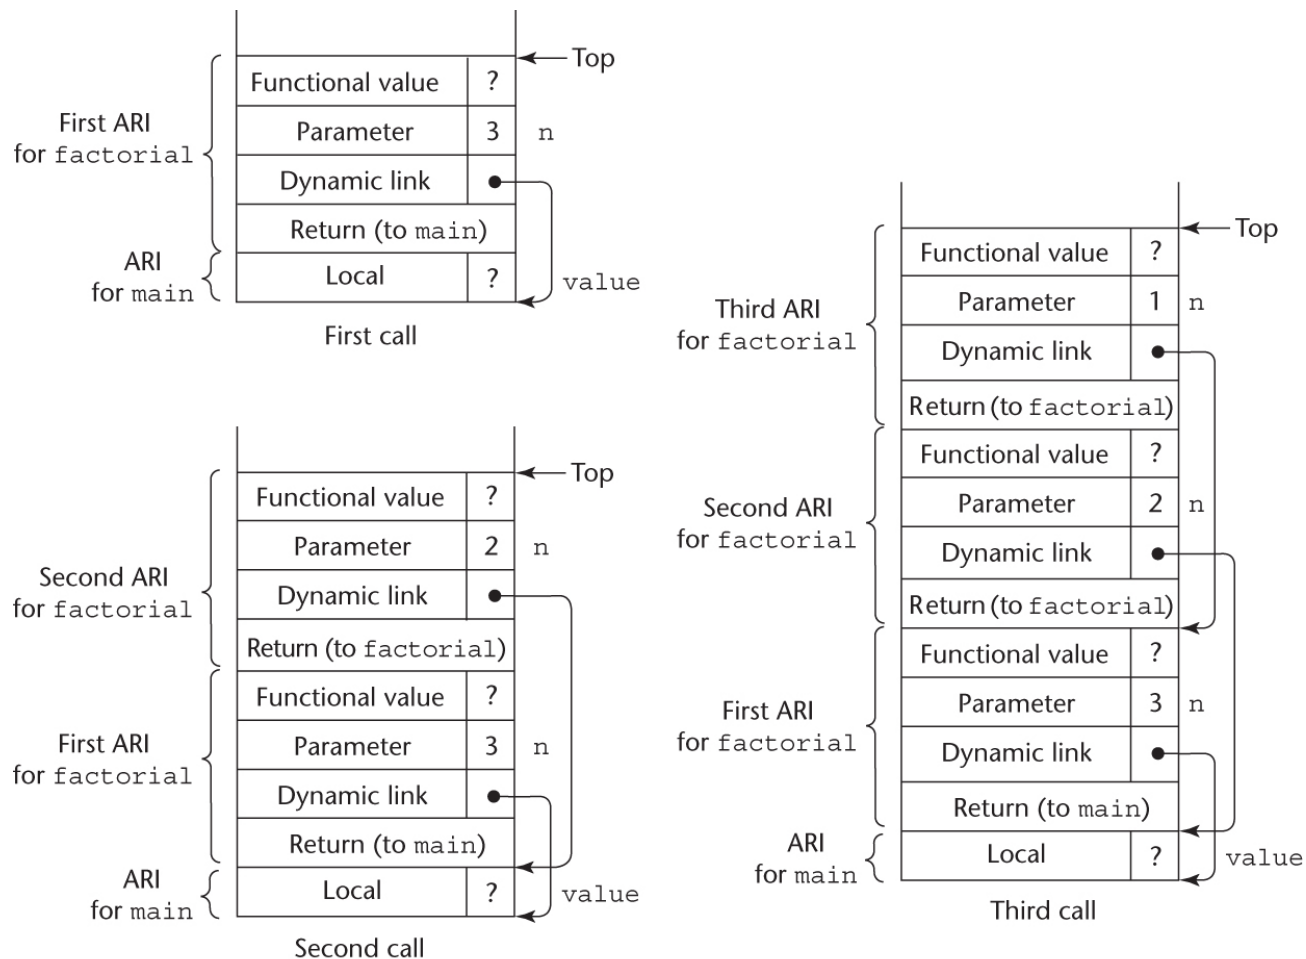 Top
Functional value ?
First ARI
for factorial
Parameter 3 n
Dynamic link
Return (to main)
ARI
for main
Local ? value
First call
Top
Functional value ?
Second ARI
for factorial
Parameter 2 n
Dynamic link
Return (to factorial)
Functional value ?
First ARI
for factorial
Parameter 3 n
Dynamic link
Return (to main)
ARI
for main
Local ? value
Second call
Top
Functional value ?
Third ARI
for factorial
Parameter 1 n
Dynamic link
Return (to factorial)
Functional value ?
Second ARI
for factorial
Parameter 2 n
Dynamic link
Return (to factorial)
Functional value ?
First ARI
for factorial
Parameter 3 n
Dynamic link
Return (to main)
ARI
for main
Local ? value
Third call